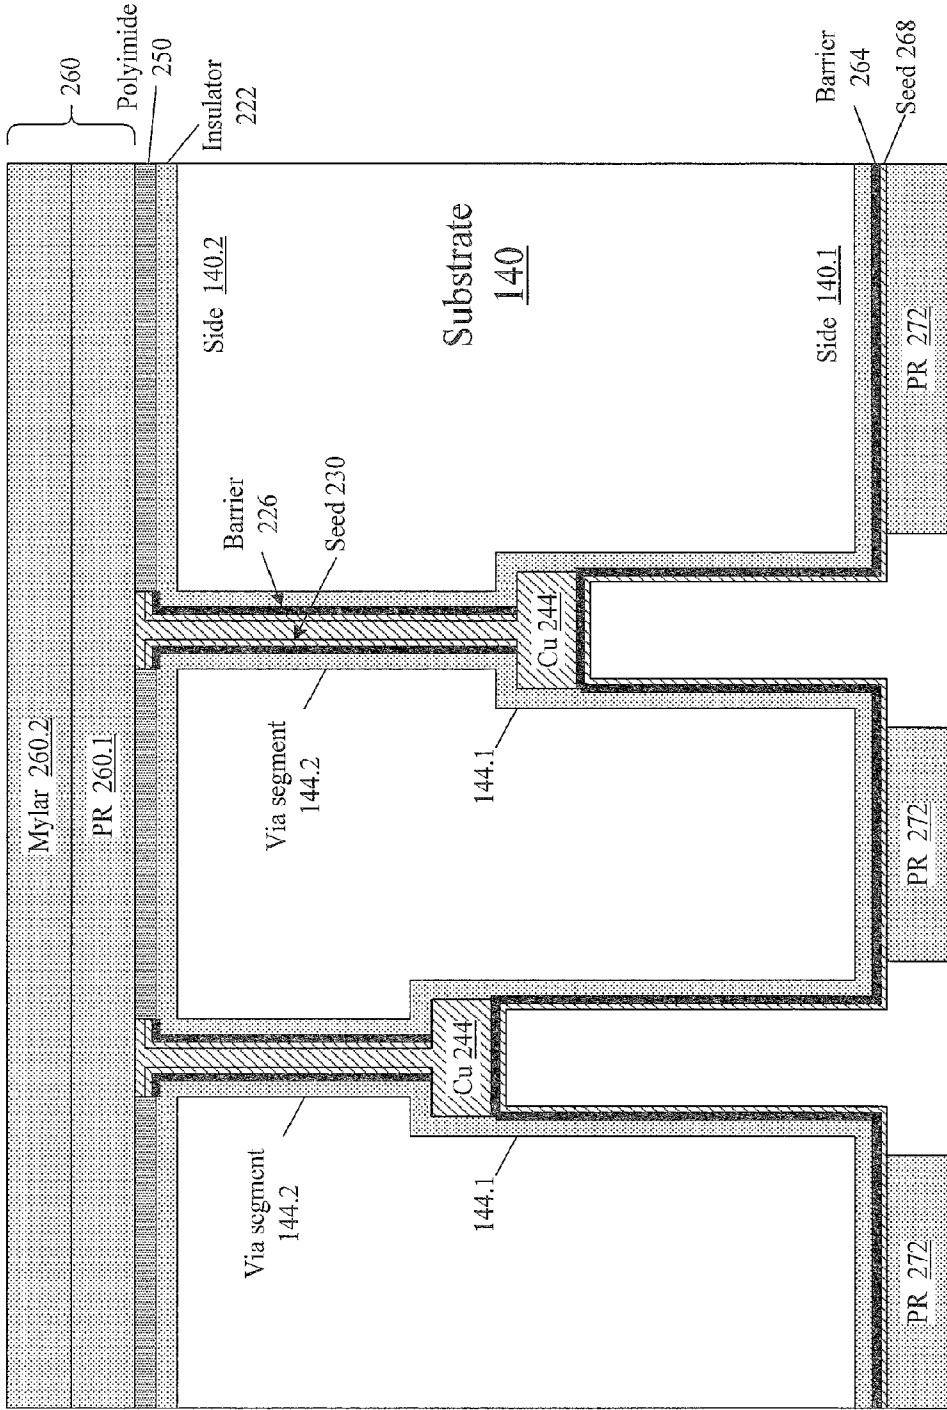 Mylar 260.2
PR 260.1
260
Polyimide
250
Insulator
222
Side 140.2
Substrate
140
Side 140.1
Barrier
226
Seed 230
Via segment
144.2
144.1
Cu 244
Via segment
144.2
144.1
Cu 244
Barrier
264
Seed 268
PR 272
PR 272
PR 272